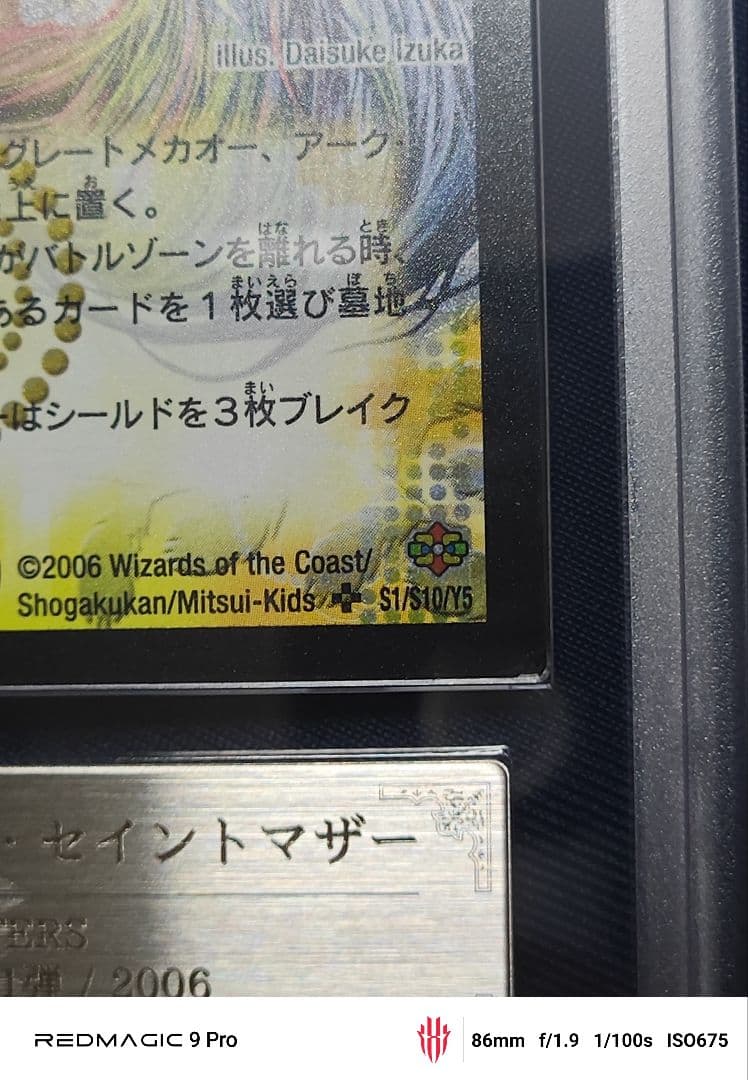 illus. Daisuke Izuka
グレートメカオー、アーク・
上に置く。
がバトルゾーンを離れる時、
あるカードを1枚選び墓地
はシールドを3枚ブレイク
©2006 Wizards of the Coast/
Shogakukan/Mitsui-Kids S1/S10/Y5
・セイントマザー
TERS
1弾 / 2006
REDMAGIC 9 Pro
86mm f/1.9 1/100s ISO675